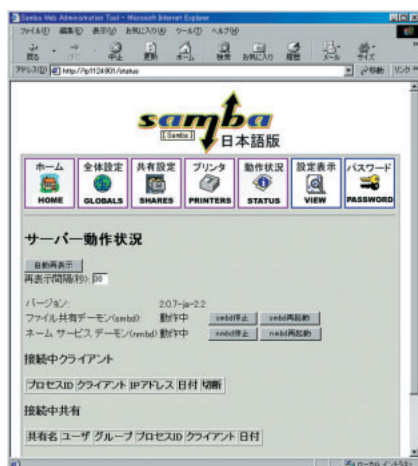 Samba Web Administration Tool - Microsoft Internet Explorer
ファイル(F) 編集(E) 表示(V) お気に入り(A) ツール(T) ヘルプ(H)
中止 更新 ホーム 検索 お気に入り 履歴 メール サイズ
アドレス(D) 移動 リンク
samba
[Samba]
日本語版
ホーム 全体設定 共有設定 プリンタ 動作状況 設定表示 パスワード
HOME GLOBALS SHARES PRINTERS STATUS VIEW PASSWORD
サーバー動作状況
自動再表示
再表示間隔(秒): 30
バージョン: 2.0.7-ja-2.2
ファイル共有デーモン(smbd): 動作中 smbd停止 smbd再起動
ネーム サービス デーモン(nmbd): 動作中 nmbd停止 nmbd再起動
接続中クライアント
プロセスID クライアント IPアドレス 日付 切断
接続中共有
共有名 ユーザ グループ プロセスID クライアント 日付